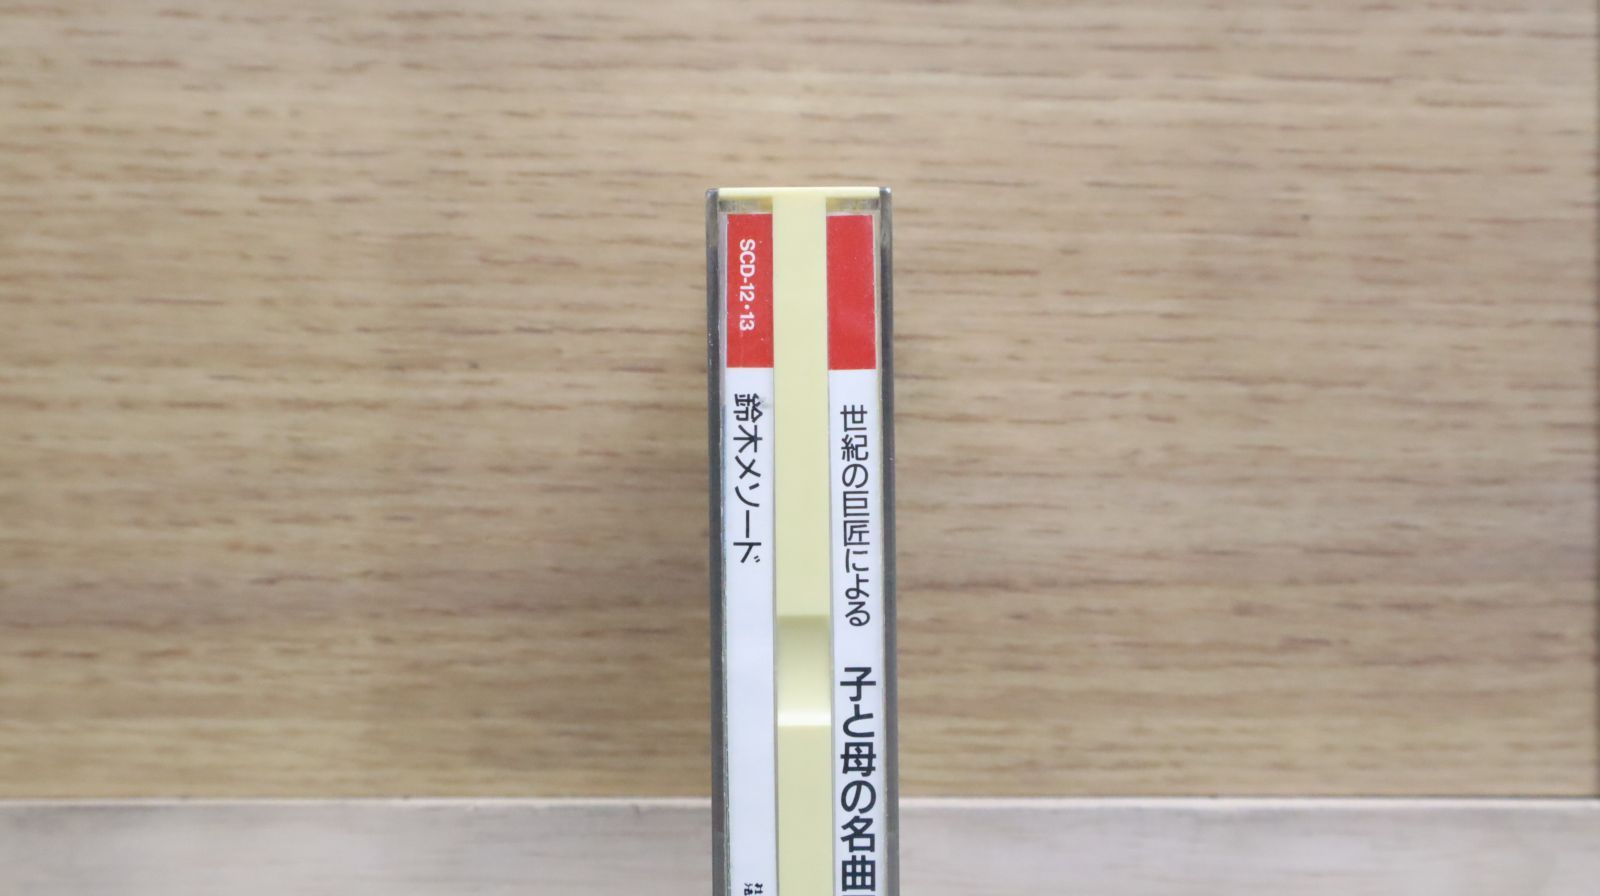 SCD-12・13
鈴木メソード
世紀の巨匠による
子と母の名曲